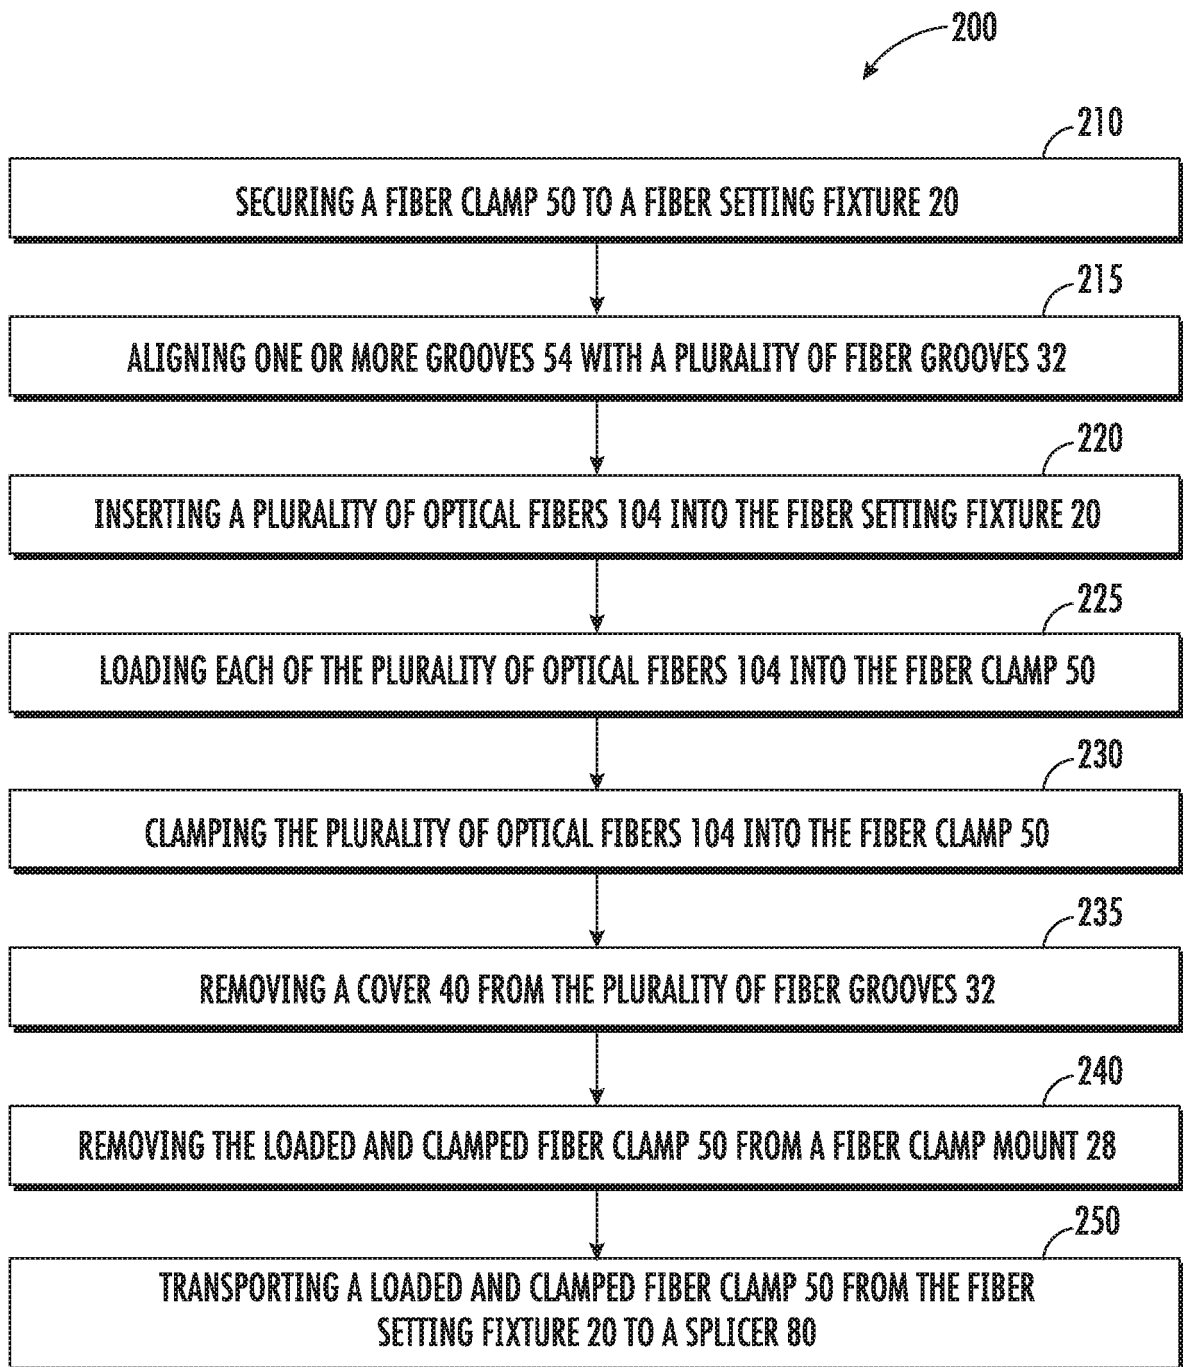 200
210
SECURING A FIBER CLAMP 50 TO A FIBER SETTING FIXTURE 20
215
ALIGNING ONE OR MORE GROOVES 54 WITH A PLURALITY OF FIBER GROOVES 32
220
INSERTING A PLURALITY OF OPTICAL FIBERS 104 INTO THE FIBER SETTING FIXTURE 20
225
LOADING EACH OF THE PLURALITY OF OPTICAL FIBERS 104 INTO THE FIBER CLAMP 50
230
CLAMPING THE PLURALITY OF OPTICAL FIBERS 104 INTO THE FIBER CLAMP 50
235
REMOVING A COVER 40 FROM THE PLURALITY OF FIBER GROOVES 32
240
REMOVING THE LOADED AND CLAMPED FIBER CLAMP 50 FROM A FIBER CLAMP MOUNT 28
250
TRANSPORTING A LOADED AND CLAMPED FIBER CLAMP 50 FROM THE FIBER
SETTING FIXTURE 20 TO A SPLICER 80